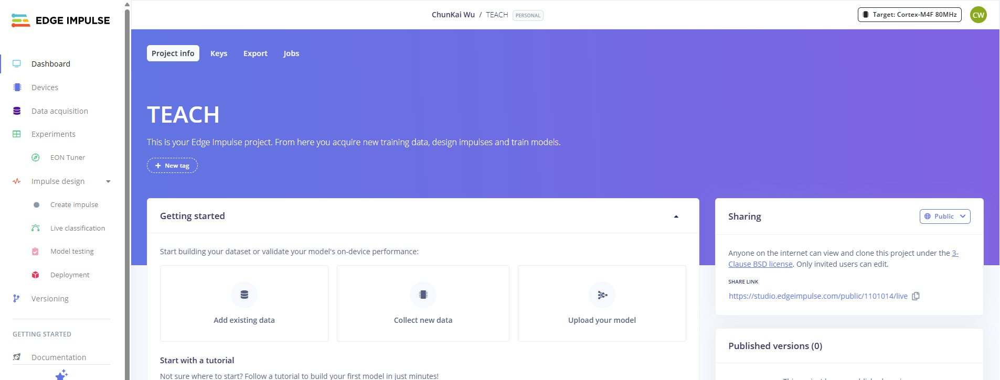 EDGE IMPULSE
Dashboard
Devices
Data acquisition
Experiments
EON Tuner
Impulse design
Create impulse
Live classification
Model testing
Deployment
Versioning
GETTING STARTED
Documentation
ChunKai Wu / TEACH PERSONAL
Target: Cortex-M4F 80MHz
CW
Project info
Keys
Export
Jobs
TEACH
This is your Edge Impulse project. From here you acquire new training data, design impulses and train models.
+ New tag
Getting started
Start building your dataset or validate your model's on-device performance:
Add existing data
Collect new data
Upload your model
Start with a tutorial
Not sure where to start? Follow a tutorial to build your first model in just minutes!
Sharing
Public
Anyone on the internet can view and clone this project under the 3-
Clause BSD license. Only invited users can edit.
SHARE LINK
https://studio.edgeimpulse.com/public/1101014/live
Published versions (0)